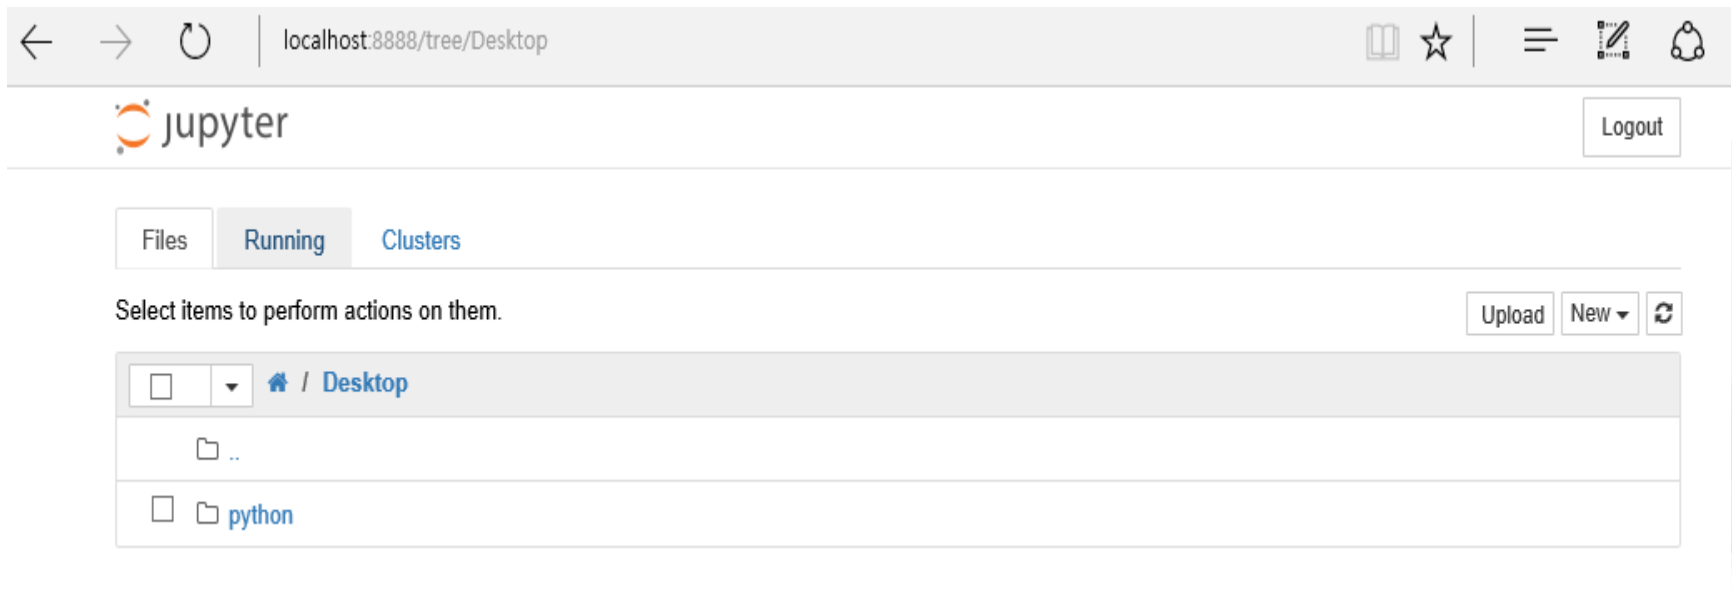 localhost:8888/tree/Desktop
jupyter
Logout
Files Running Clusters
Select items to perform actions on them.
Upload New
/ Desktop
..
python